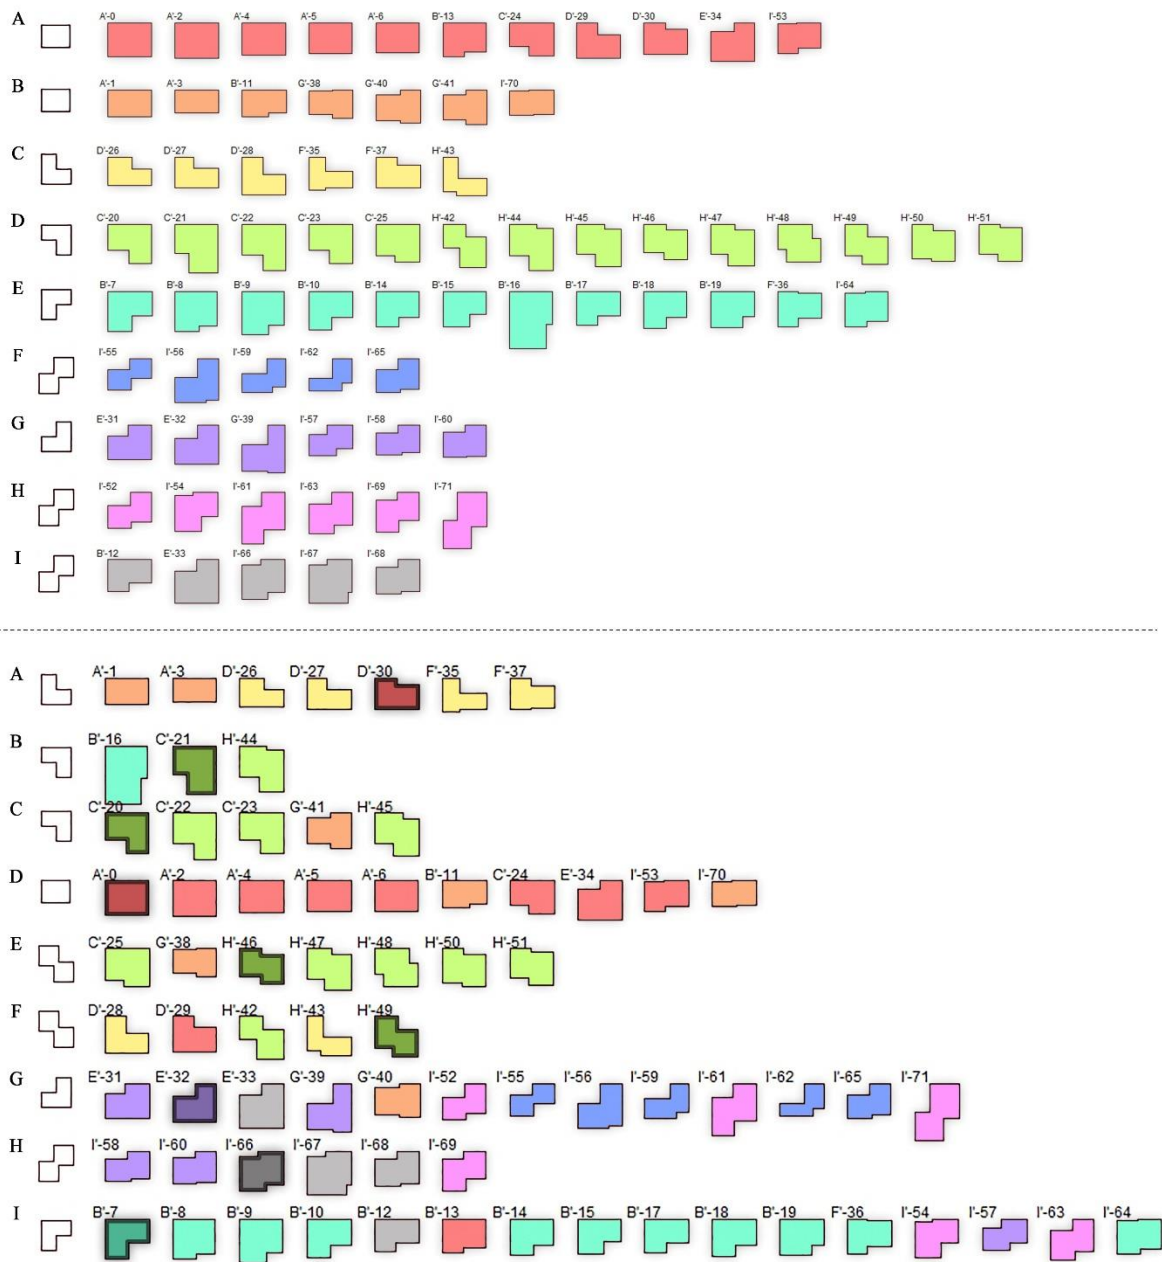 A A'-0 A'-2 A'-4 A'-5 A'-6 B'-13 C'-24 D'-29 D'-30 E'-34 I'-53
B A'-1 A'-3 B'-11 G'-38 G'-40 G'-41 I'-70
C D'-26 D'-27 D'-28 F'-35 F'-37 H'-43
D C'-20 C'-21 C'-22 C'-23 C'-25 H'-42 H'-44 H'-45 H'-46 H'-47 H'-48 H'-49 H'-50 H'-51
E B'-7 B'-8 B'-9 B'-10 B'-14 B'-15 B'-16 B'-17 B'-18 B'-19 F'-36 I'-64
F I'-55 I'-56 I'-59 I'-62 I'-65
G E'-31 E'-32 G'-39 I'-57 I'-58 I'-60
H I'-52 I'-54 I'-61 I'-63 I'-69 I'-71
I B'-12 E'-33 I'-66 I'-67 I'-68
A A'-1 A'-3 D'-26 D'-27 D'-30 F'-35 F'-37
B B'-16 C'-21 H'-44
C C'-20 C'-22 C'-23 G'-41 H'-45
D A'-0 A'-2 A'-4 A'-5 A'-6 B'-11 C'-24 E'-34 I'-53 I'-70
E C'-25 G'-38 H'-46 H'-47 H'-48 H'-50 H'-51
F D'-28 D'-29 H'-42 H'-43 H'-49
G E'-31 E'-32 E'-33 G'-39 G'-40 I'-52 I'-55 I'-56 I'-59 I'-61 I'-62 I'-65 I'-71
H I'-58 I'-60 I'-66 I'-67 I'-68 I'-69
I B'-7 B'-8 B'-9 B'-10 B'-12 B'-13 B'-14 B'-15 B'-17 B'-18 B'-19 F'-36 I'-54 I'-57 I'-63 I'-64